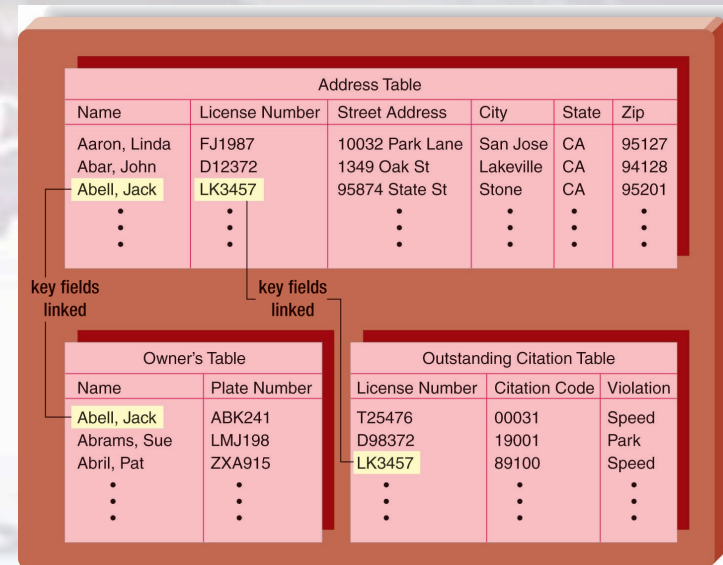 Address Table
Name License Number Street Address City State Zip
Aaron, Linda FJ1987 10032 Park Lane San Jose CA 95127
Abar, John D12372 1349 Oak St Lakeville CA 94128
Abell, Jack LK3457 95874 State St Stone CA 95201
key fields
linked
key fields
linked
Owner's Table
Name Plate Number
Abell, Jack ABK241
Abrams, Sue LMJ198
Abril, Pat ZXA915
Outstanding Citation Table
License Number Citation Code Violation
T25476 00031 Speed
D98372 19001 Park
LK3457 89100 Speed